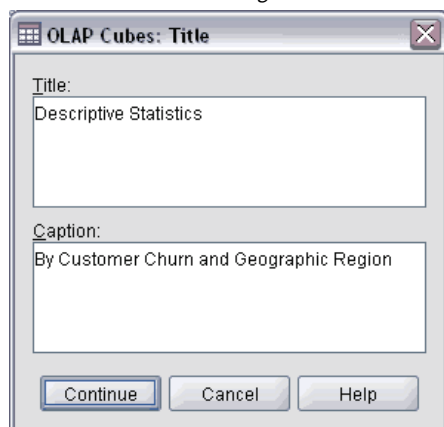 OLAP Cubes: Title
Title:
Descriptive Statistics
Caption:
By Customer Churn and Geographic Region
Continue Cancel Help